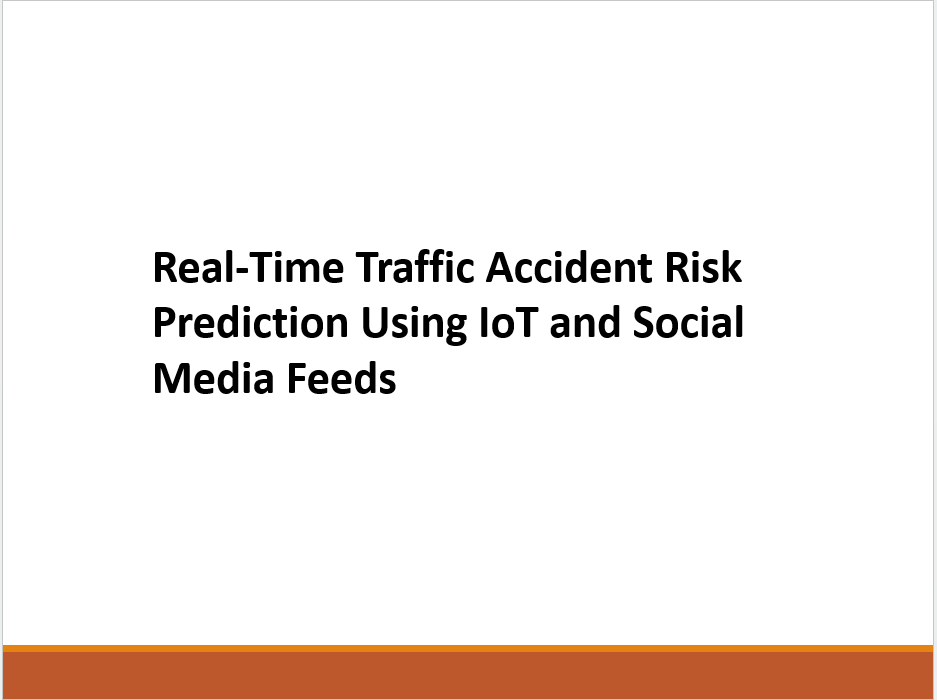 Real-Time Traffic Accident Risk
Prediction Using IoT and Social
Media Feeds